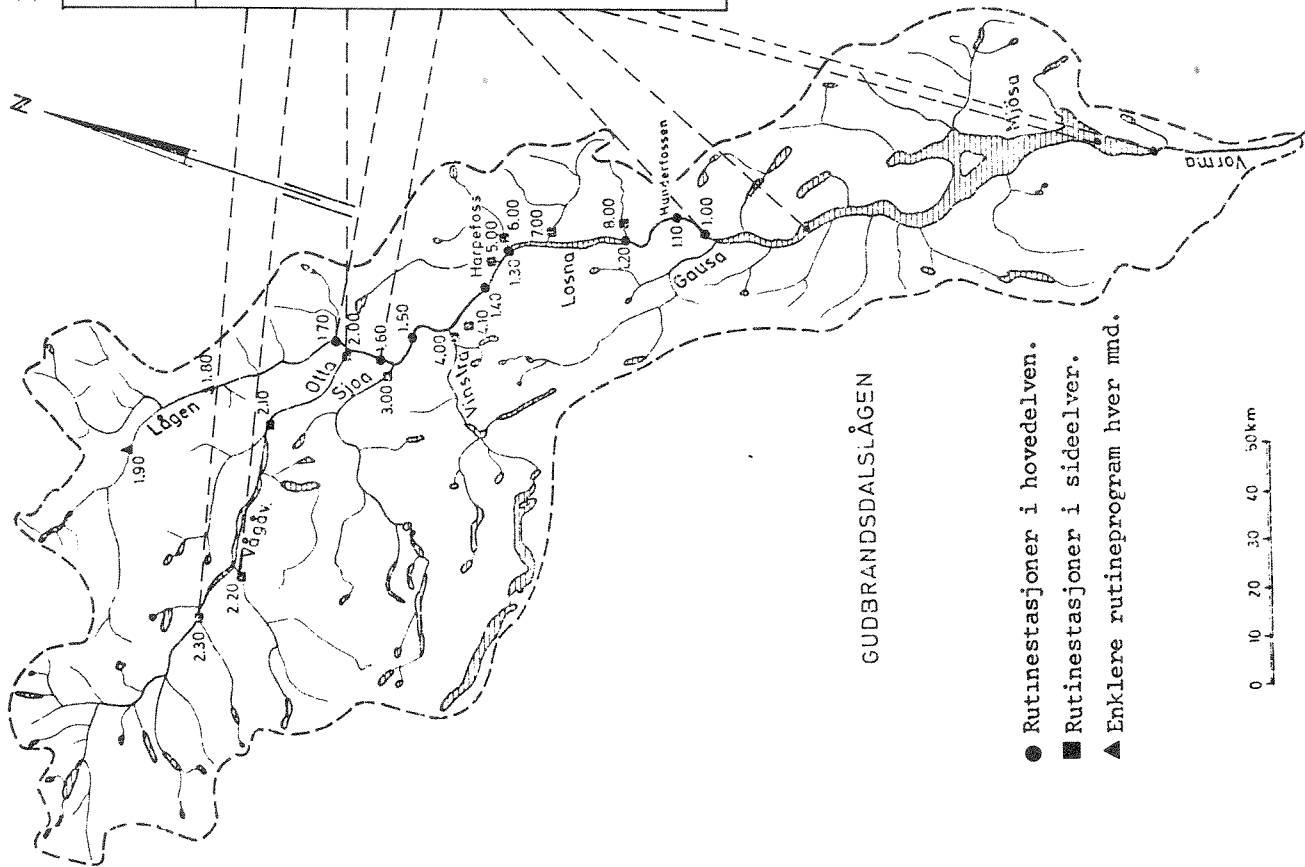 N
Mjösa
Vorma
Hunderfossen
1.10
1.00
8.00
1.20
7.00
6.00
5.00
Harpefoss
1.30
Losna
Gausa
1.40
4.10
4.00
Vinstra
1.50
1.60
3.00
Sjoa
2.00
1.70
Otta
1.80
Lågen
1.90
2.10
Vågåv.
2.20
2.30
GUDBRANDSDALSLÅGEN
● Rutinestasjoner i hovedelven.
■ Rutinestasjoner i sideelver.
▲ Enklere rutineprogram hver mnd.
0 10 20 30 40 50 km